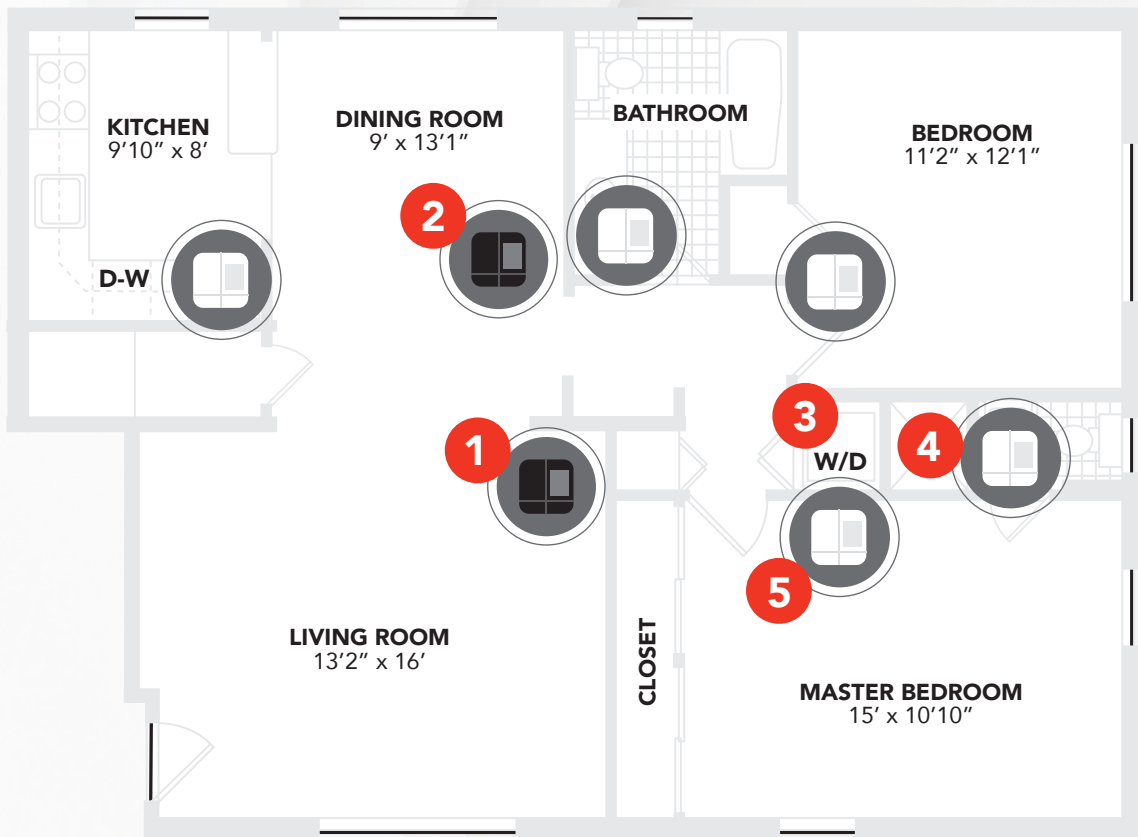 KITCHEN
9'10” x 8'
DINING ROOM
9' x 13'1”
BATHROOM
BEDROOM
11'2” x 12'1”
2
D-W
1
3
W/D
4
5
LIVING ROOM
13'2” x 16'
CLOSET
MASTER BEDROOM
15' x 10'10”